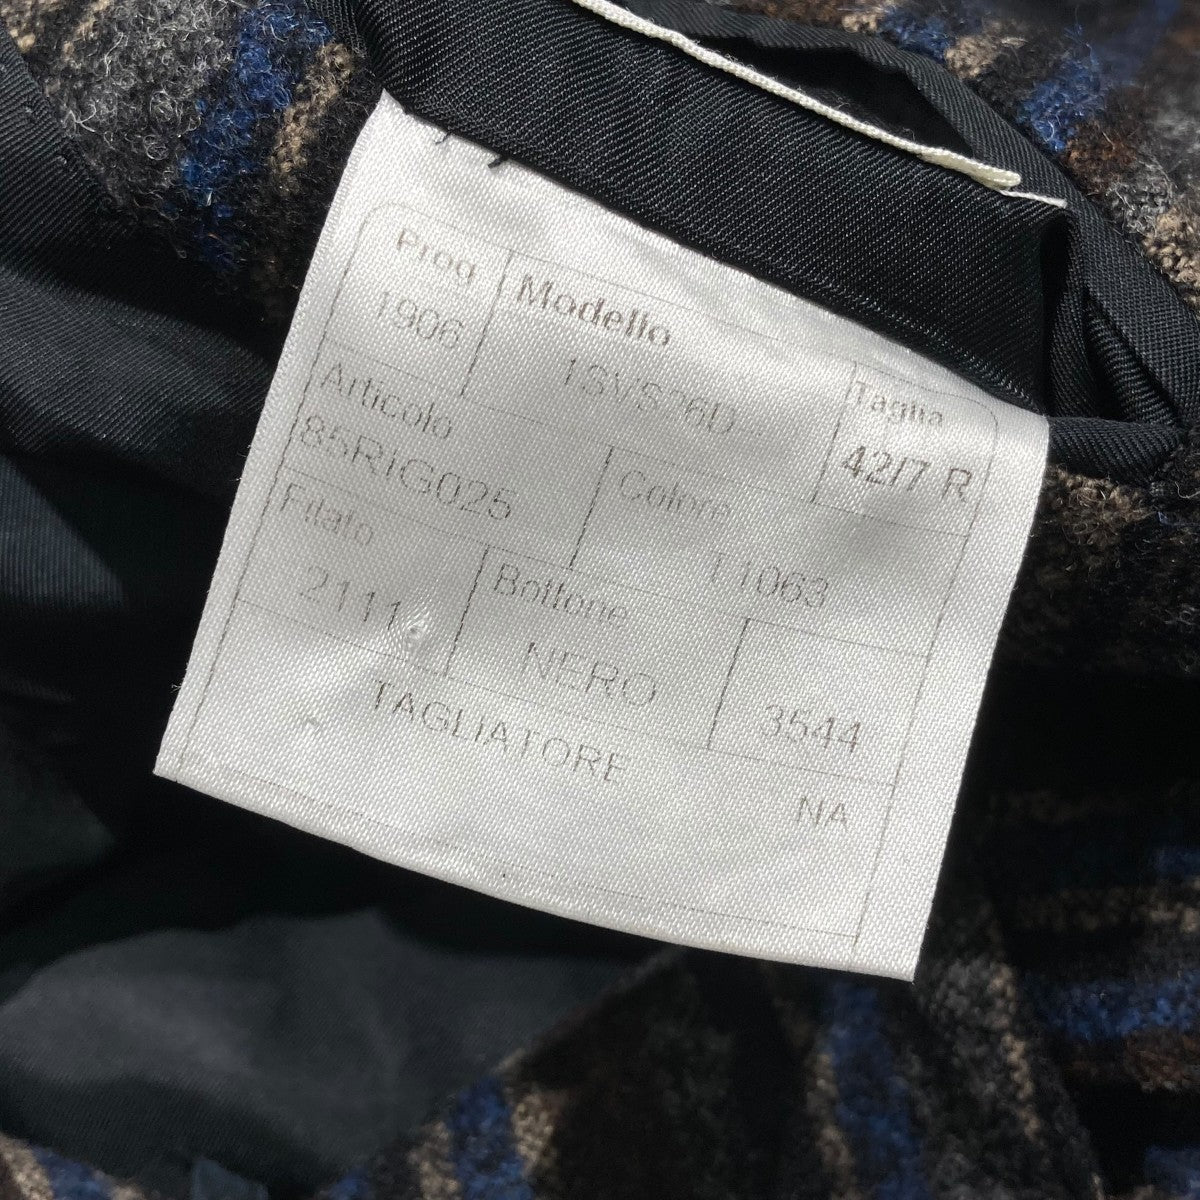 Prog Modello Taglia
1906 1SVS26D 42/7 R
Articolo Colore
85RIG025 11063
Filato Bottone
2111 NERO 3544
TAGLIATORE NA